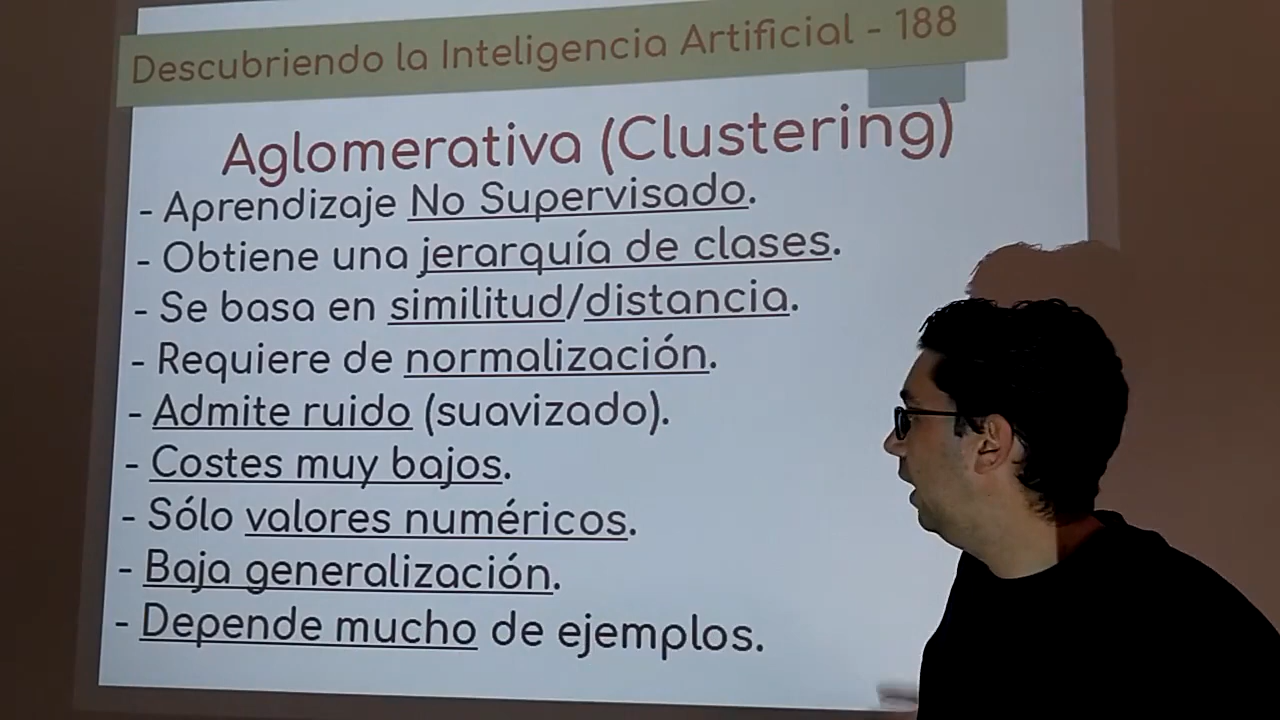 Descubriendo la Inteligencia Artificial - 188
Aglomerativa (Clustering)
- Aprendizaje No Supervisado.
- Obtiene una jerarquía de clases.
- Se basa en similitud/distancia.
- Requiere de normalización.
- Admite ruido (suavizado).
- Costes muy bajos.
- Sólo valores numéricos.
- Baja generalización.
- Depende mucho de ejemplos.